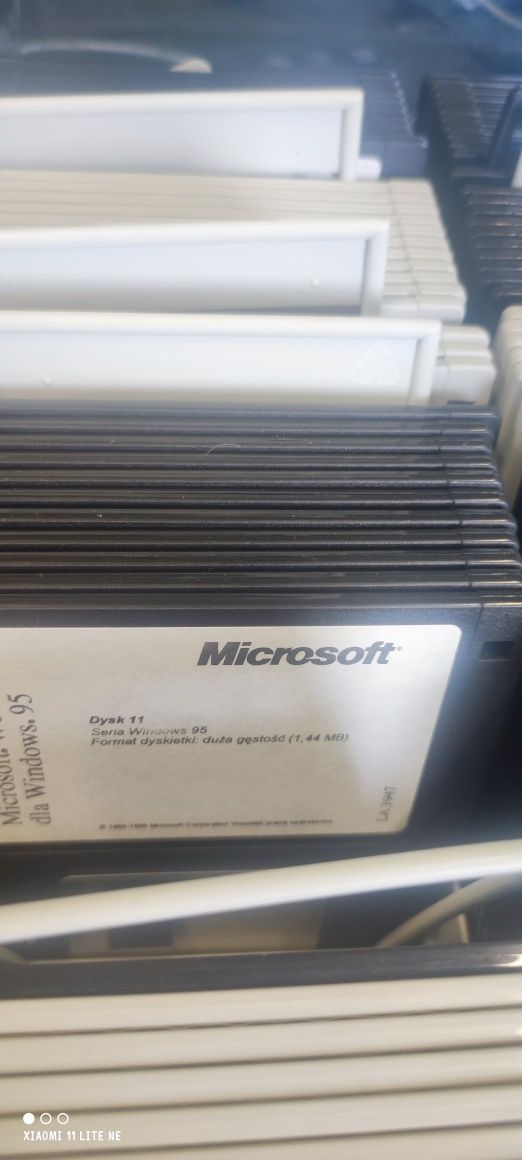 Microsoft
Dysk 11
Seria Windows 95
Format dyskietki: duża gęstość (1,44 MB)
Microsoft
dla Windows. 95
XIAOMI 11 LITE NE